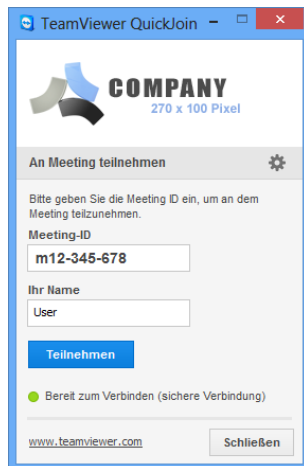 TeamViewer QuickJoin
COMPANY
270 x 100 Pixel
An Meeting teilnehmen
Bitte geben Sie die Meeting ID ein, um an dem
Meeting teilzunehmen.
Meeting-ID
m12-345-678
Ihr Name
User
Teilnehmen
Bereit zum Verbinden (sichere Verbindung)
www.teamviewer.com
Schließen